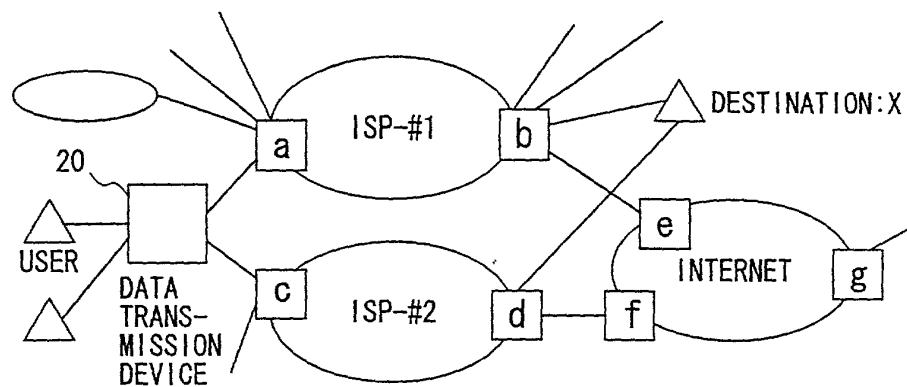 ISP-#1
a
b
DESTINATION:X
20
USER
DATA
TRANS-
MISSION
DEVICE
c
ISP-#2
d
e
INTERNET
f
g